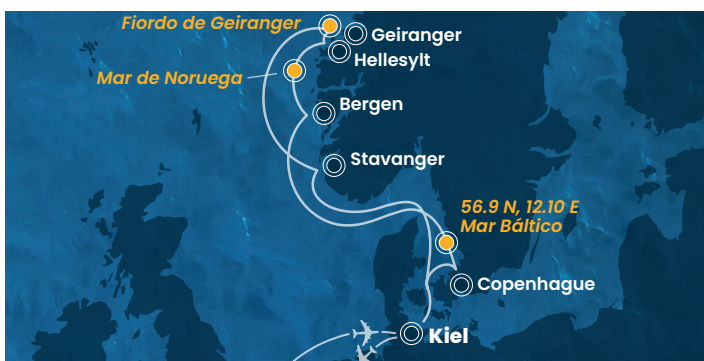 Fiordo de Geiranger
Geiranger
Hellesylt
Mar de Noruega
Bergen
Stavanger
56.9 N, 12.10 E
Mar Báltico
Copenhague
Kiel